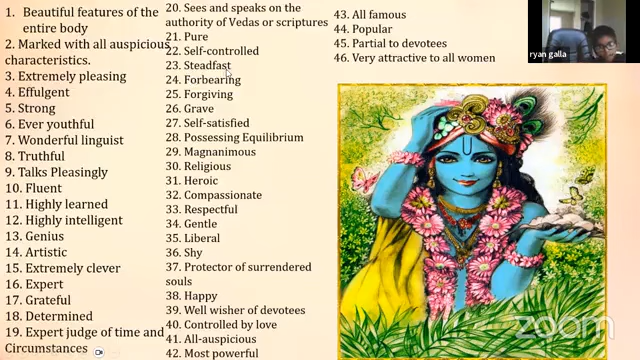 1. Beautiful features of the
entire body
2. Marked with all auspicious
characteristics.
3. Extremely pleasing
4. Effulgent
5. Strong
6. Ever youthful
7. Wonderful linguist
8. Truthful
9. Talks Pleasingly
10. Fluent
11. Highly learned
12. Highly intelligent
13. Genius
14. Artistic
15. Extremely clever
16. Expert
17. Grateful
18. Determined
19. Expert judge of time and
Circumstances
20. Sees and speaks on the
authority of Vedas or scriptures
21. Pure
22. Self-controlled
23. Steadfast
24. Forbearing
25. Forgiving
26. Grave
27. Self-satisfied
28. Possessing Equilibrium
29. Magnanimous
30. Religious
31. Heroic
32. Compassionate
33. Respectful
34. Gentle
35. Liberal
36. Shy
37. Protector of surrendered
souls
38. Happy
39. Well wisher of devotees
40. Controlled by love
41. All-auspicious
42. Most powerful
43. All famous
44. Popular
45. Partial to devotees
46. Very attractive to all women
ryan galla
zoom